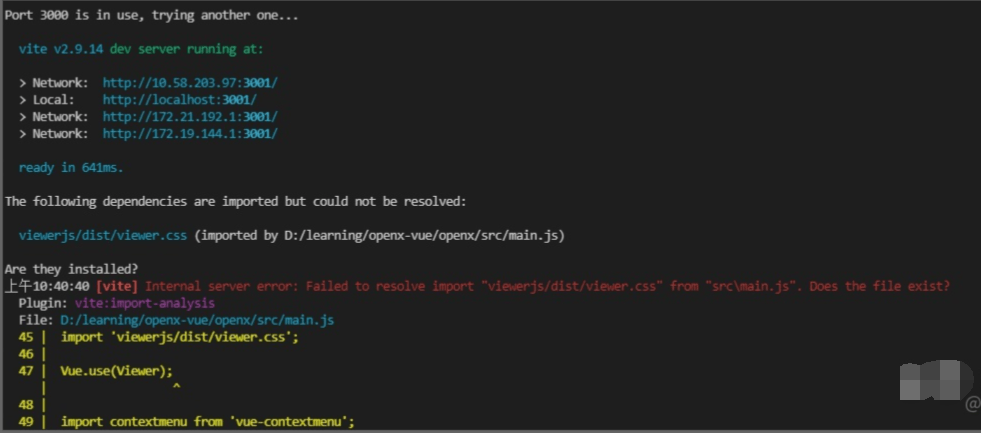 Port 3000 is in use, trying another one...
vite v2.9.14 dev server running at:
> Network:  http://10.58.203.97:3001/
> Local:    http://localhost:3001/
> Network:  http://172.21.192.1:3001/
> Network:  http://172.19.144.1:3001/
ready in 641ms.
The following dependencies are imported but could not be resolved:
viewerjs/dist/viewer.css (imported by D:/learning/openx-vue/openx/src/main.js)
Are they installed?
上午10:40:40 [vite] Internal server error: Failed to resolve import "viewerjs/dist/viewer.css" from "src\main.js". Does the file exist?
Plugin: vite:import-analysis
File: D:/learning/openx-vue/openx/src/main.js
45 |  import 'viewerjs/dist/viewer.css';
46 |
47 |  Vue.use(Viewer);
|               ^
48 |
49 |  import contextmenu from 'vue-contextmenu';
@